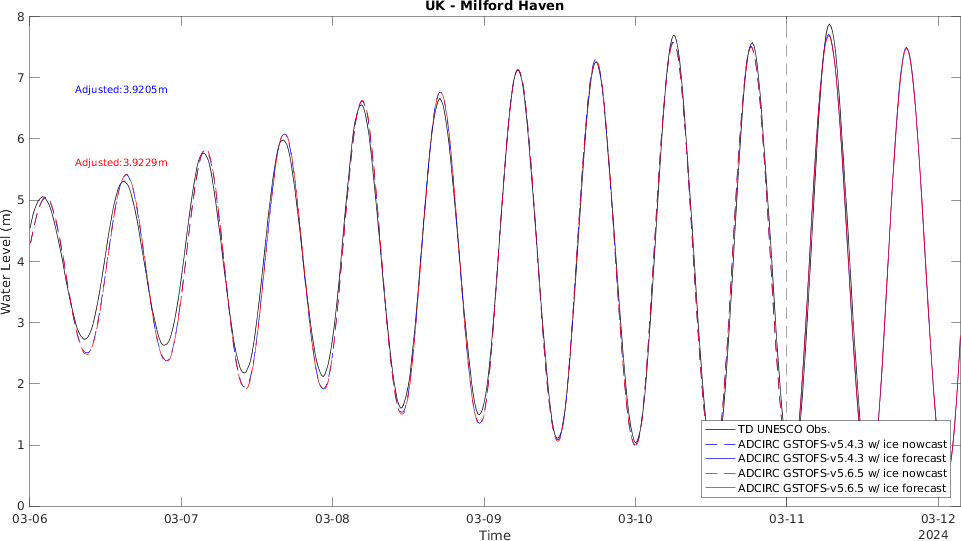 UK - Milford Haven
8
7
6
5
4
3
2
1
0
Water Level (m)
Adjusted:3.9205m
Adjusted:3.9229m
TD UNESCO Obs.
ADCIRC GSTOFS-v5.4.3 w/ ice nowcast
ADCIRC GSTOFS-v5.4.3 w/ ice forecast
ADCIRC GSTOFS-v5.6.5 w/ ice nowcast
ADCIRC GSTOFS-v5.6.5 w/ ice forecast
03-06 03-07 03-08 03-09 03-10 03-11 03-12
Time 2024